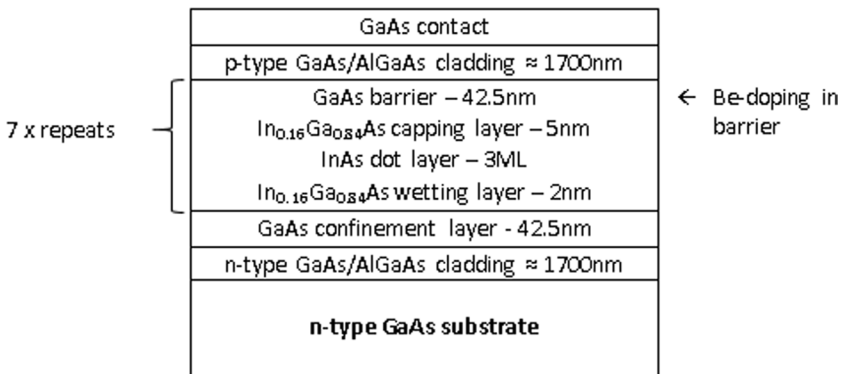 GaAs contact
p-type GaAs/AlGaAs cladding ≈ 1700nm
GaAs barrier – 42.5nm
← Be-doping in
barrier
7 x repeats
In0.16Ga0.84As capping layer – 5nm
InAs dot layer – 3ML
In0.16Ga0.84As wetting layer – 2nm
GaAs confinement layer - 42.5nm
n-type GaAs/AlGaAs cladding ≈ 1700nm
n-type GaAs substrate